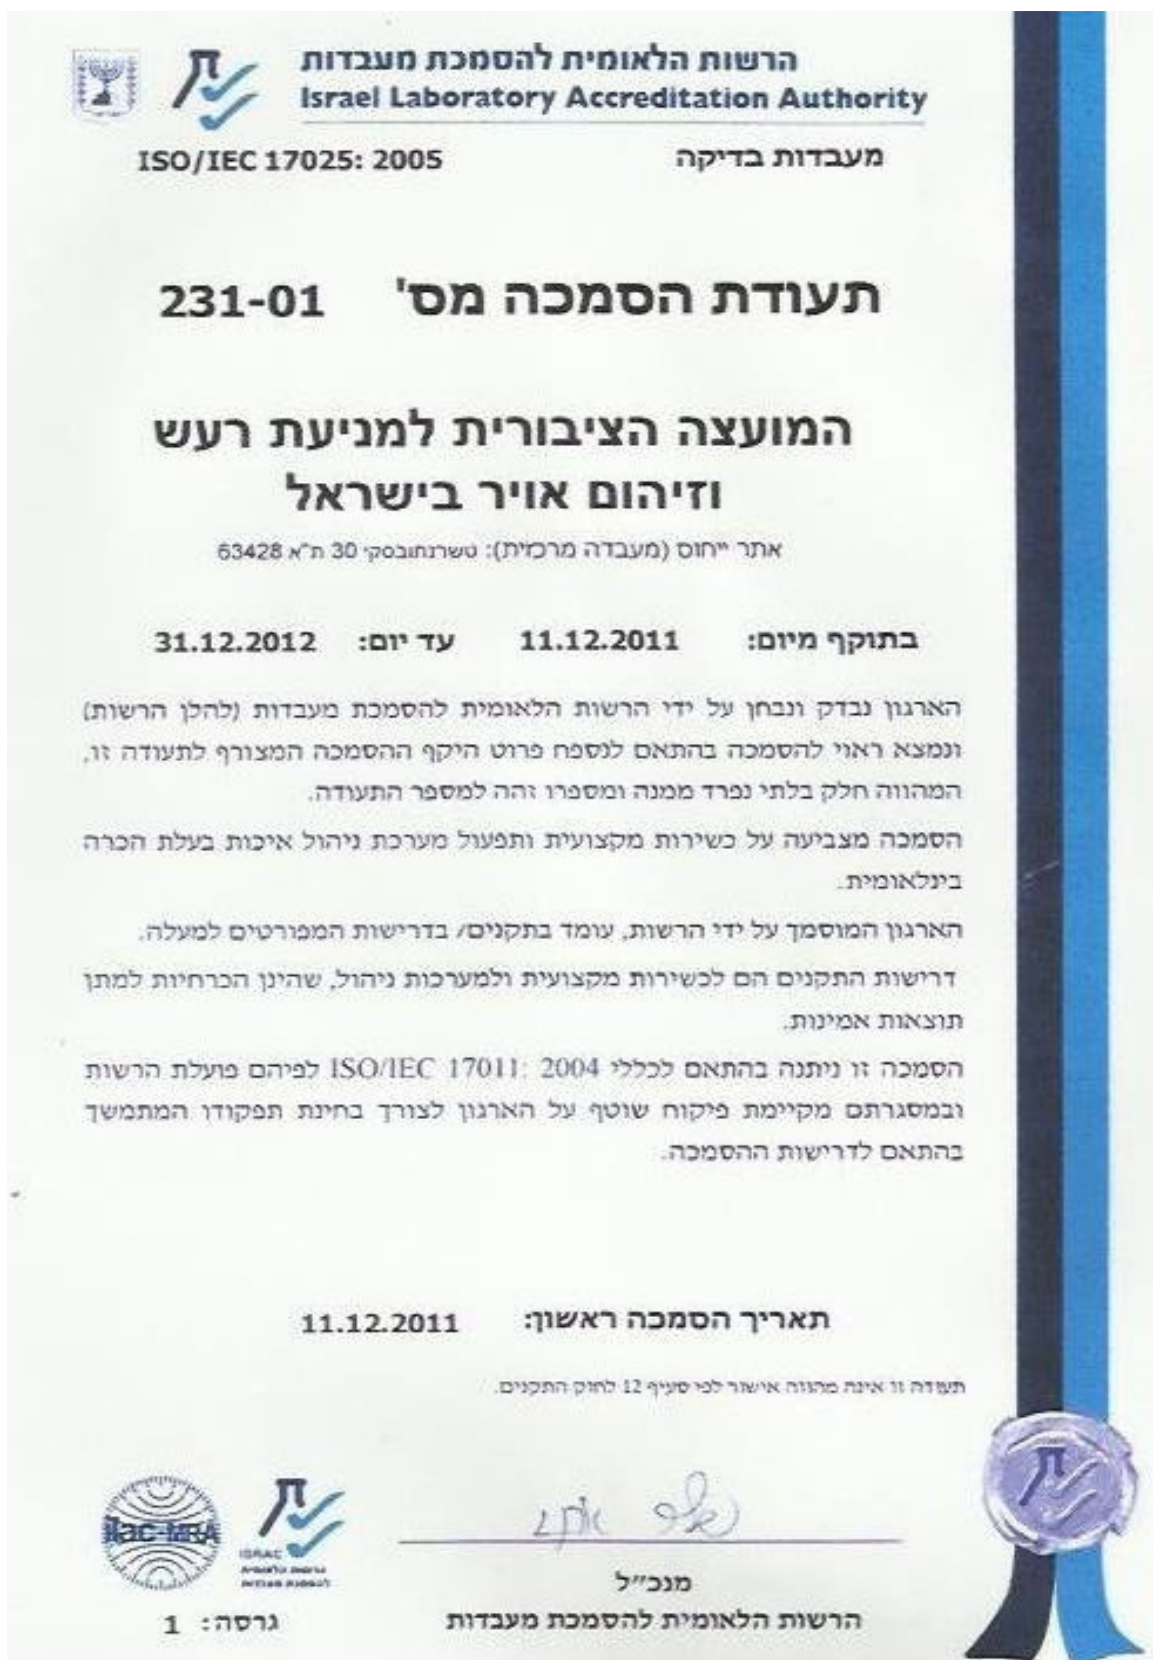 הרשות הלאומית להסמכת מעבדות
Israel Laboratory Accreditation Authority
מעבדות בדיקה ISO/IEC 17025: 2005
תעודת הסמכה מס' 231-01
המועצה הציבורית למניעת רעש
וזיהום אויר בישראל
אתר ייחוס (מעבדה מרכזית): טשרנחובסקי 30 ת"א 63428
בתוקף מיום: 11.12.2011 עד יום: 31.12.2012
הארגון נבדק ונבחן על ידי הרשות הלאומית להסמכת מעבדות (להלן הרשות)
ונמצא ראוי להסמכה בהתאם לנספח פרוט היקף ההסמכה המצורף לתעודה זו,
המהווה חלק בלתי נפרד ממנה ומספרו זהה למספר התעודה.
הסמכה מצביעה על כשירות מקצועית ותפעול מערכת ניהול איכות בעלת הכרה
בינלאומית.
הארגון המוסמך על ידי הרשות, עומד בתקנים/ בדרישות המפורטים למעלה.
דרישות התקנים הם לכשירות מקצועית ולמערכות ניהול, שהינן הכרחיות למתן
תוצאות אמינות.
הסמכה זו ניתנה בהתאם לכללי ISO/IEC 17011: 2004 לפיהם פועלת הרשות
ובמסגרתם מקיימת פיקוח שוטף על הארגון לצורך בחינת תפקודו המתמשך
בהתאם לדרישות ההסמכה.
תאריך הסמכה ראשון: 11.12.2011
תעודה זו אינה מהווה אישור לפי סעיף 12 לחוק התקנים.
ilac-MRA
ISRAC
הרשות הלאומית
להסמכת מעבדות
מנכ"ל
הרשות הלאומית להסמכת מעבדות
גרסה: 1